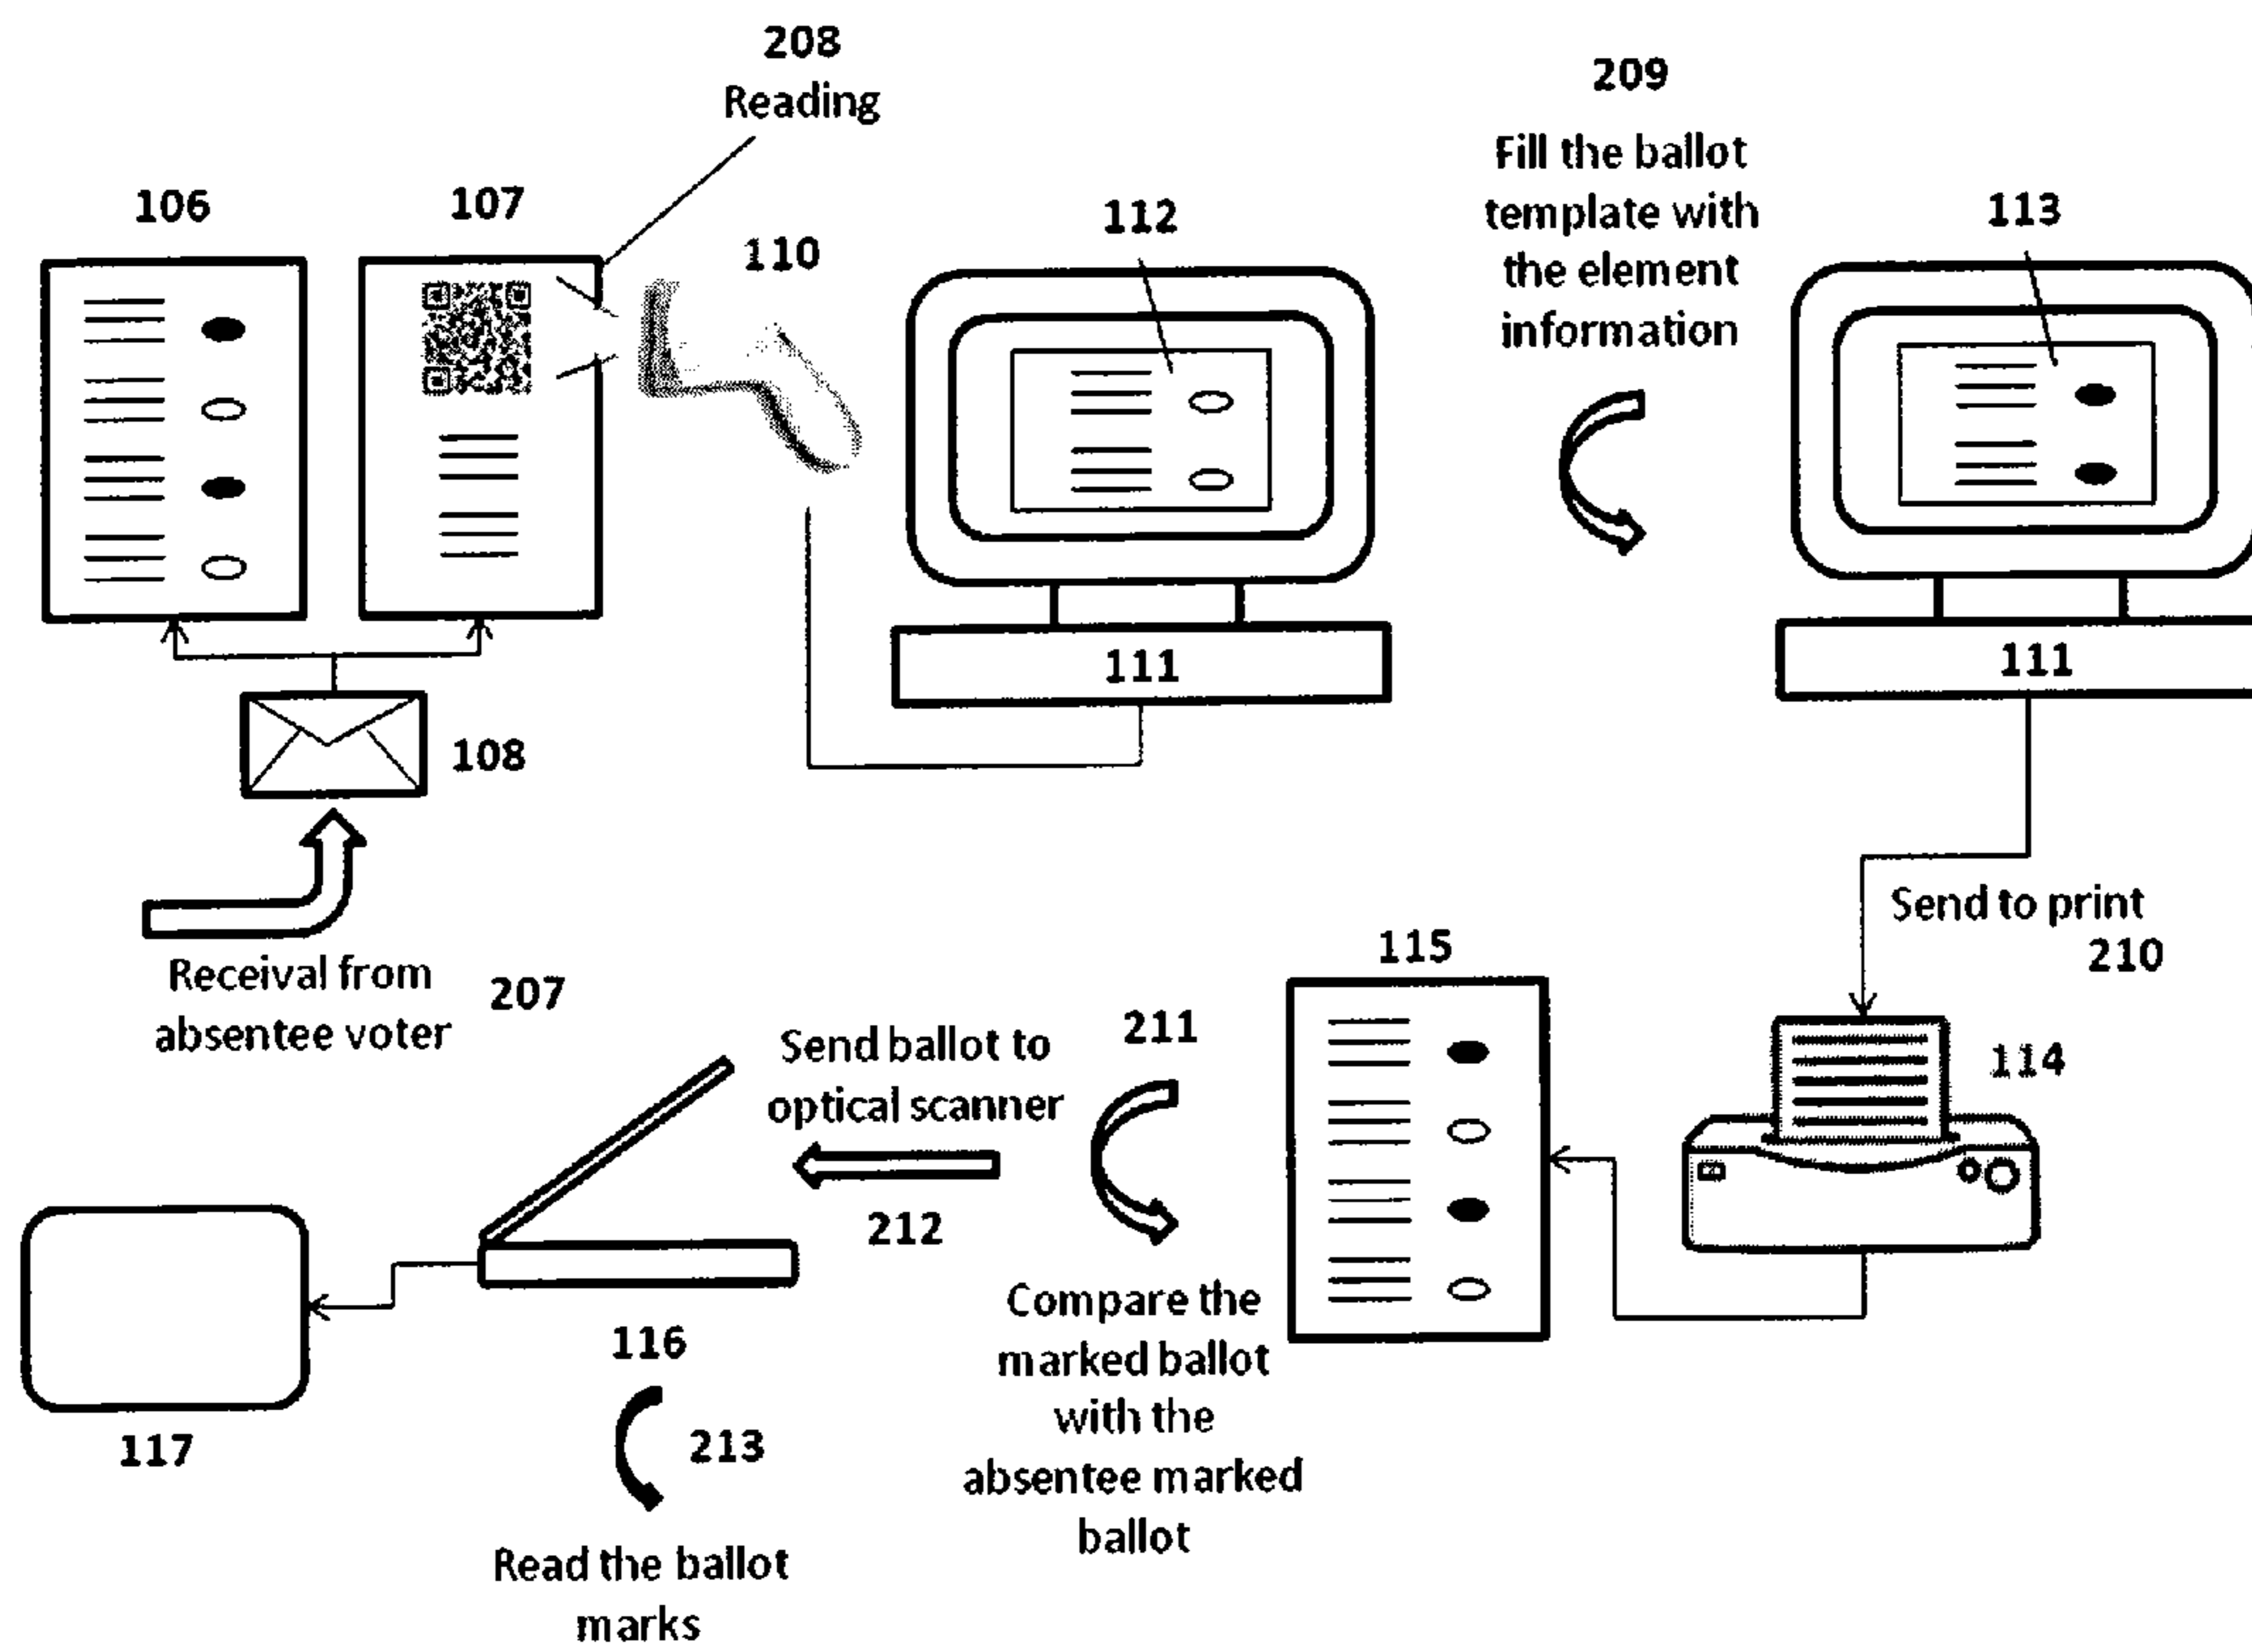 208
Reading
209
Fill the ballot
template with
the element
information
106
107
110
112
113
111
111
108
Receival from
absentee voter
207
Send to print
210
115
114
Send ballot to
optical scanner
211
212
Compare the
marked ballot
with the
absentee marked
ballot
116
117
213
Read the ballot
marks